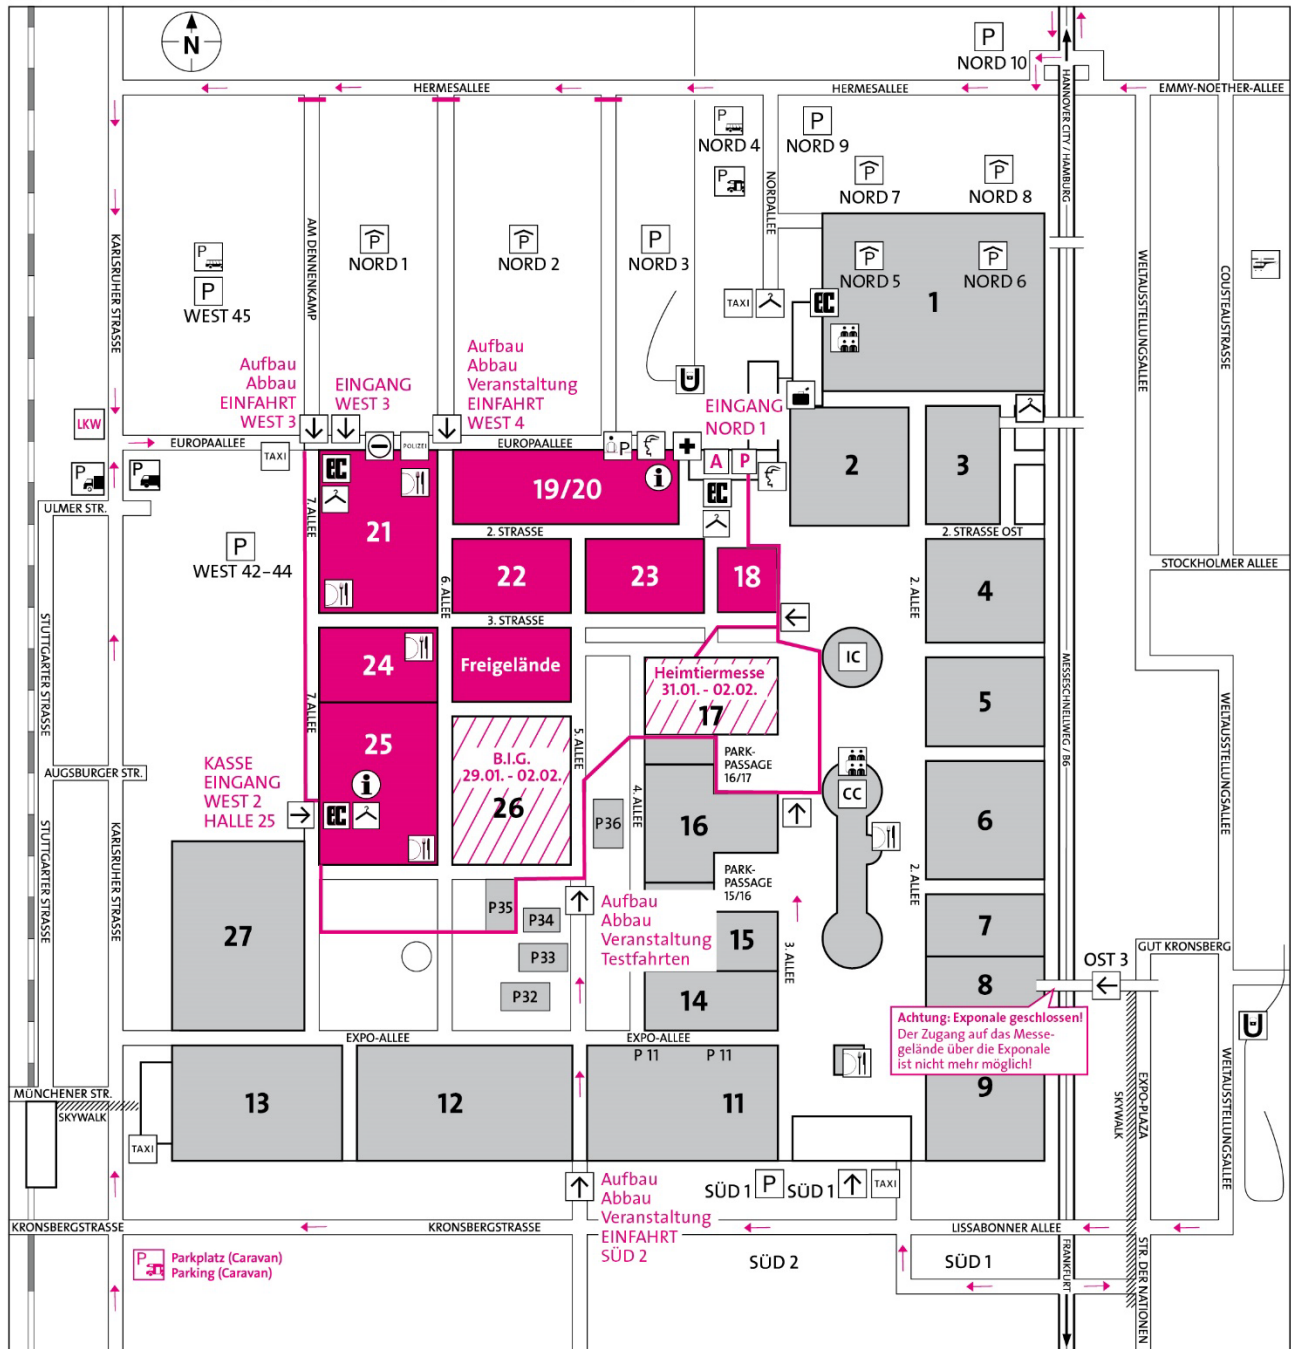 N
P
NORD 10
HERMESALLEE
HERMESALLEE
EMMY-NOETHER-ALLEE
HANNOVER CITY / HAMBURG
P
NORD 4
P
NORD 9
P
P
NORD 7
P
NORD 8
NORDALLEE
KARLSRUHER STRASSE
AM DENNENKAMP
P
P
WEST 45
P
NORD 1
P
NORD 2
P
NORD 3
P
NORD 5
P
NORD 6
1
WELTAUSSTELLUNGSALLEE
COUSTEAUSTRASSE
TAXI
EC
Aufbau
Abbau
EINFAHRT
WEST 3
EINGANG
WEST 3
Aufbau
Abbau
Veranstaltung
EINFAHRT
WEST 4
U
EINGANG
NORD 1
LKW
EUROPAALLEE
TAXI
POLIZEI
EUROPAALLEE
P
A
P
P
P
EC
19/20
i
EC
2
3
ULMER STR.
7. ALLEE
21
2. STRASSE
2. STRASSE OST
P
WEST 42–44
22
23
18
6. ALLEE
2. ALLEE
4
STOCKHOLMER ALLEE
3. STRASSE
STUTTGARTER STRASSE
24
Freigelände
Heimtiermesse
31.01. - 02.02.
17
IC
5
MESSESCHNELLWEG / B6
7. ALLEE
25
i
B.I.G.
29.01. - 02.02.
26
5. ALLEE
PARK-
PASSAGE
16/17
WELTAUSSTELLUNGSALLEE
AUGSBURGER STR.
KASSE
EINGANG
WEST 2
HALLE 25
EC
4. ALLEE
P36
16
CC
6
STUTTGARTER STRASSE
KARLSRUHER STRASSE
PARK-
PASSAGE
15/16
2. ALLEE
P35
P34
P33
P32
Aufbau
Abbau
Veranstaltung
Testfahrten
27
15
3. ALLEE
7
GUT KRONSBERG
OST 3
8
14
Achtung: Exponale geschlossen!
Der Zugang auf das Messe-
gelände über die Exponale
ist nicht mehr möglich!
U
EXPO-ALLEE
EXPO-ALLEE
P 11
P 11
13
12
11
9
MÜNCHENER STR.
SKYWALK
TAXI
SKYWALK
EXPO-PLAZA
WELTAUSSTELLUNGSALLEE
Aufbau
Abbau
Veranstaltung
EINFAHRT
SÜD 2
SÜD 1
P
SÜD 1
TAXI
KRONSBERGSTRASSE
KRONSBERGSTRASSE
LISSABONNER ALLEE
P
Parkplatz (Caravan)
Parking (Caravan)
SÜD 2
SÜD 1
FRANKFURT
STR. DER NATIONEN